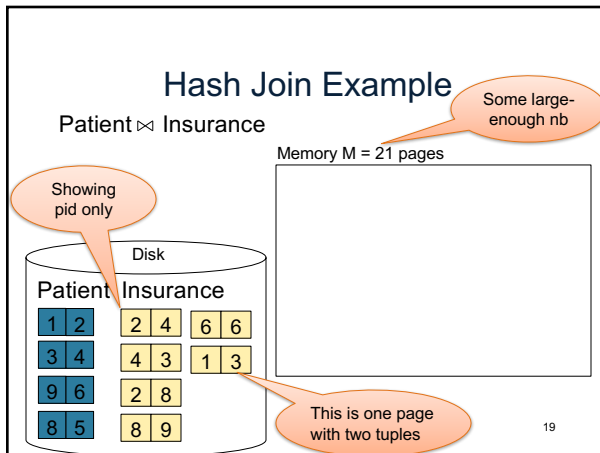 Hash Join Example
Patient ⋈ Insurance
Some large-
enough nb
Memory M = 21 pages
Showing
pid only
Disk
Patient Insurance
1 2 2 4 6 6
3 4 4 3 1 3
9 6 2 8
8 5 8 9
This is one page
with two tuples
19